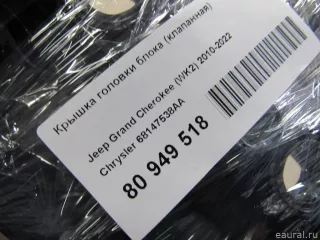 Крышка головки блока (клапанная)
Jeep Grand Cherokee (WK2) 2010-2022
Chrysler 68147538AA
80 949 518
eaural.ru